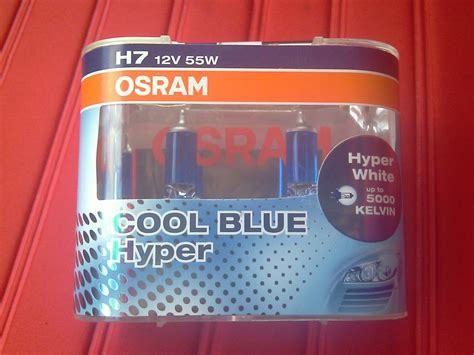 H7 12V 55W
OSRAM
OSRAM
Hyper
White
up to
5000
KELVIN
COOL BLUE
Hyper